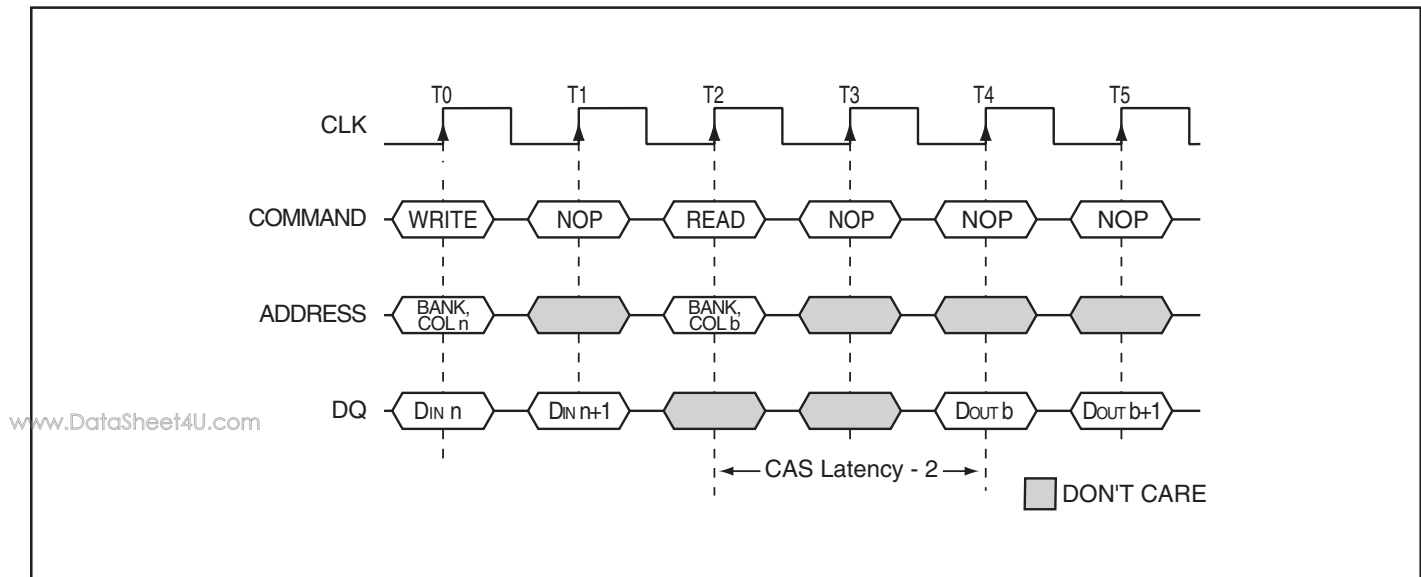 T0 T1 T2 T3 T4 T5
CLK
COMMAND WRITE NOP READ NOP NOP NOP
ADDRESS BANK, COL n BANK, COL b
DQ DIN n DIN n+1 DOUT b DOUT b+1
www.DataSheet4U.com
CAS Latency - 2
DON'T CARE